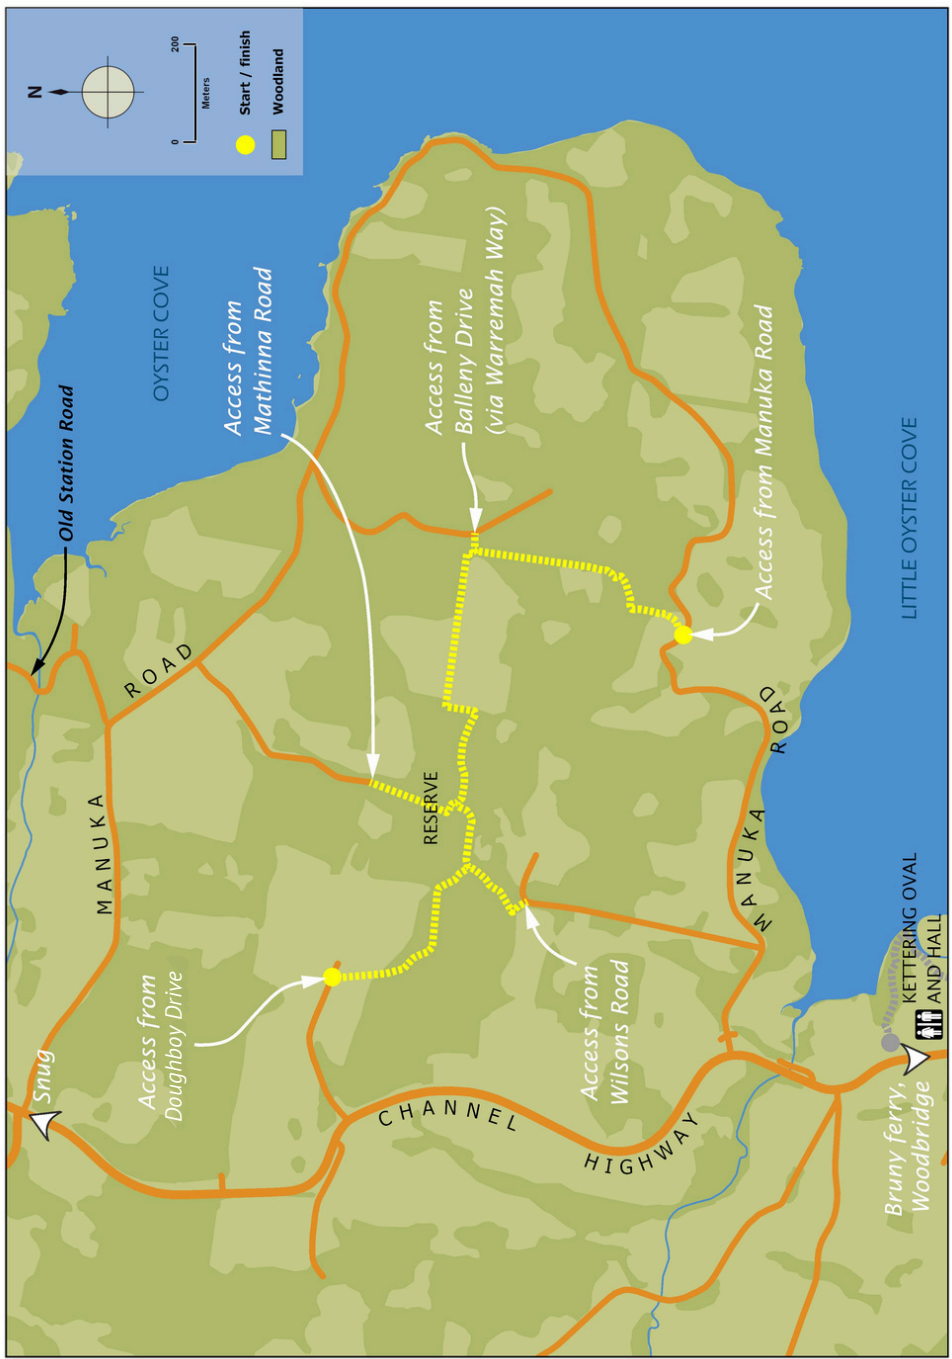 N
200
0
Meters
Start / finish
Woodland
OYSTER COVE
Old Station Road
Access from
Mathinna Road
Access from
Balleny Drive
(via Warremah Way)
Access from Manuka Road
LITTLE OYSTER COVE
MANUKA
ROAD
RESERVE
MANUKA
ROAD
Access from
Doughboy Drive
Access from
Wilsons Road
Snug
CHANNEL
HIGHWAY
KETTERING OVAL
AND HALL
Bruny ferry,
Woodbridge